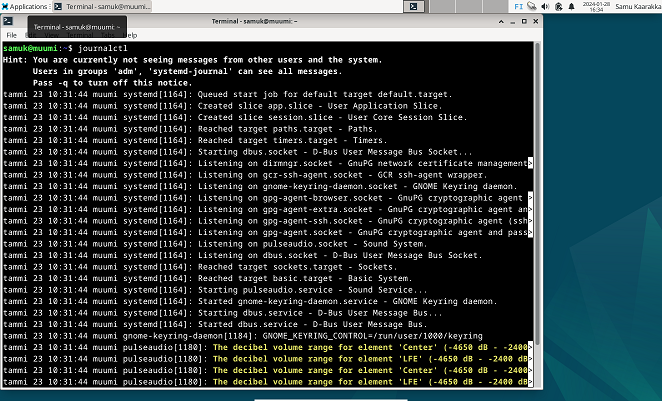 Applications
Terminal - samuk@muumi:...
FI
2024-01-28
16:34
Samu Kaarakka
Terminal - samuk@muumi: ~
Terminal - samuk@muumi: ~
File
Help
samuk@muumi:~$ journalctl
Hint: You are currently not seeing messages from other users and the system.
Users in groups 'adm', 'systemd-journal' can see all messages.
Pass -q to turn off this notice.
tammi 23 10:31:44 muumi systemd[1164]: Queued start job for default target default.target.
tammi 23 10:31:44 muumi systemd[1164]: Created slice app.slice - User Application Slice.
tammi 23 10:31:44 muumi systemd[1164]: Created slice session.slice - User Core Session Slice.
tammi 23 10:31:44 muumi systemd[1164]: Reached target paths.target - Paths.
tammi 23 10:31:44 muumi systemd[1164]: Reached target timers.target - Timers.
tammi 23 10:31:44 muumi systemd[1164]: Starting dbus.socket - D-Bus User Message Bus Socket...
tammi 23 10:31:44 muumi systemd[1164]: Listening on dirmngr.socket - GnuPG network certificate management>
tammi 23 10:31:44 muumi systemd[1164]: Listening on gcr-ssh-agent.socket - GCR ssh-agent wrapper.
tammi 23 10:31:44 muumi systemd[1164]: Listening on gnome-keyring-daemon.socket - GNOME Keyring daemon.
tammi 23 10:31:44 muumi systemd[1164]: Listening on gpg-agent-browser.socket - GnuPG cryptographic agent >
tammi 23 10:31:44 muumi systemd[1164]: Listening on gpg-agent-extra.socket - GnuPG cryptographic agent an>
tammi 23 10:31:44 muumi systemd[1164]: Listening on gpg-agent-ssh.socket - GnuPG cryptographic agent (ssh>
tammi 23 10:31:44 muumi systemd[1164]: Listening on gpg-agent.socket - GnuPG cryptographic agent and pass>
tammi 23 10:31:44 muumi systemd[1164]: Listening on pulseaudio.socket - Sound System.
tammi 23 10:31:44 muumi systemd[1164]: Listening on dbus.socket - D-Bus User Message Bus Socket.
tammi 23 10:31:44 muumi systemd[1164]: Reached target sockets.target - Sockets.
tammi 23 10:31:44 muumi systemd[1164]: Reached target basic.target - Basic System.
tammi 23 10:31:44 muumi systemd[1164]: Starting pulseaudio.service - Sound Service...
tammi 23 10:31:44 muumi systemd[1164]: Started gnome-keyring-daemon.service - GNOME Keyring daemon.
tammi 23 10:31:44 muumi systemd[1164]: Starting dbus.service - D-Bus User Message Bus...
tammi 23 10:31:44 muumi systemd[1164]: Started dbus.service - D-Bus User Message Bus.
tammi 23 10:31:44 muumi gnome-keyring-daemon[1184]: GNOME_KEYRING_CONTROL=/run/user/1000/keyring
tammi 23 10:31:44 muumi pulseaudio[1180]: The decibel volume range for element 'Center' (-4650 dB - -2400>
tammi 23 10:31:44 muumi pulseaudio[1180]: The decibel volume range for element 'LFE' (-4650 dB - -2400 dB>
tammi 23 10:31:44 muumi pulseaudio[1180]: The decibel volume range for element 'Center' (-4650 dB - -2400>
tammi 23 10:31:44 muumi pulseaudio[1180]: The decibel volume range for element 'LFE' (-4650 dB - -2400 dB>